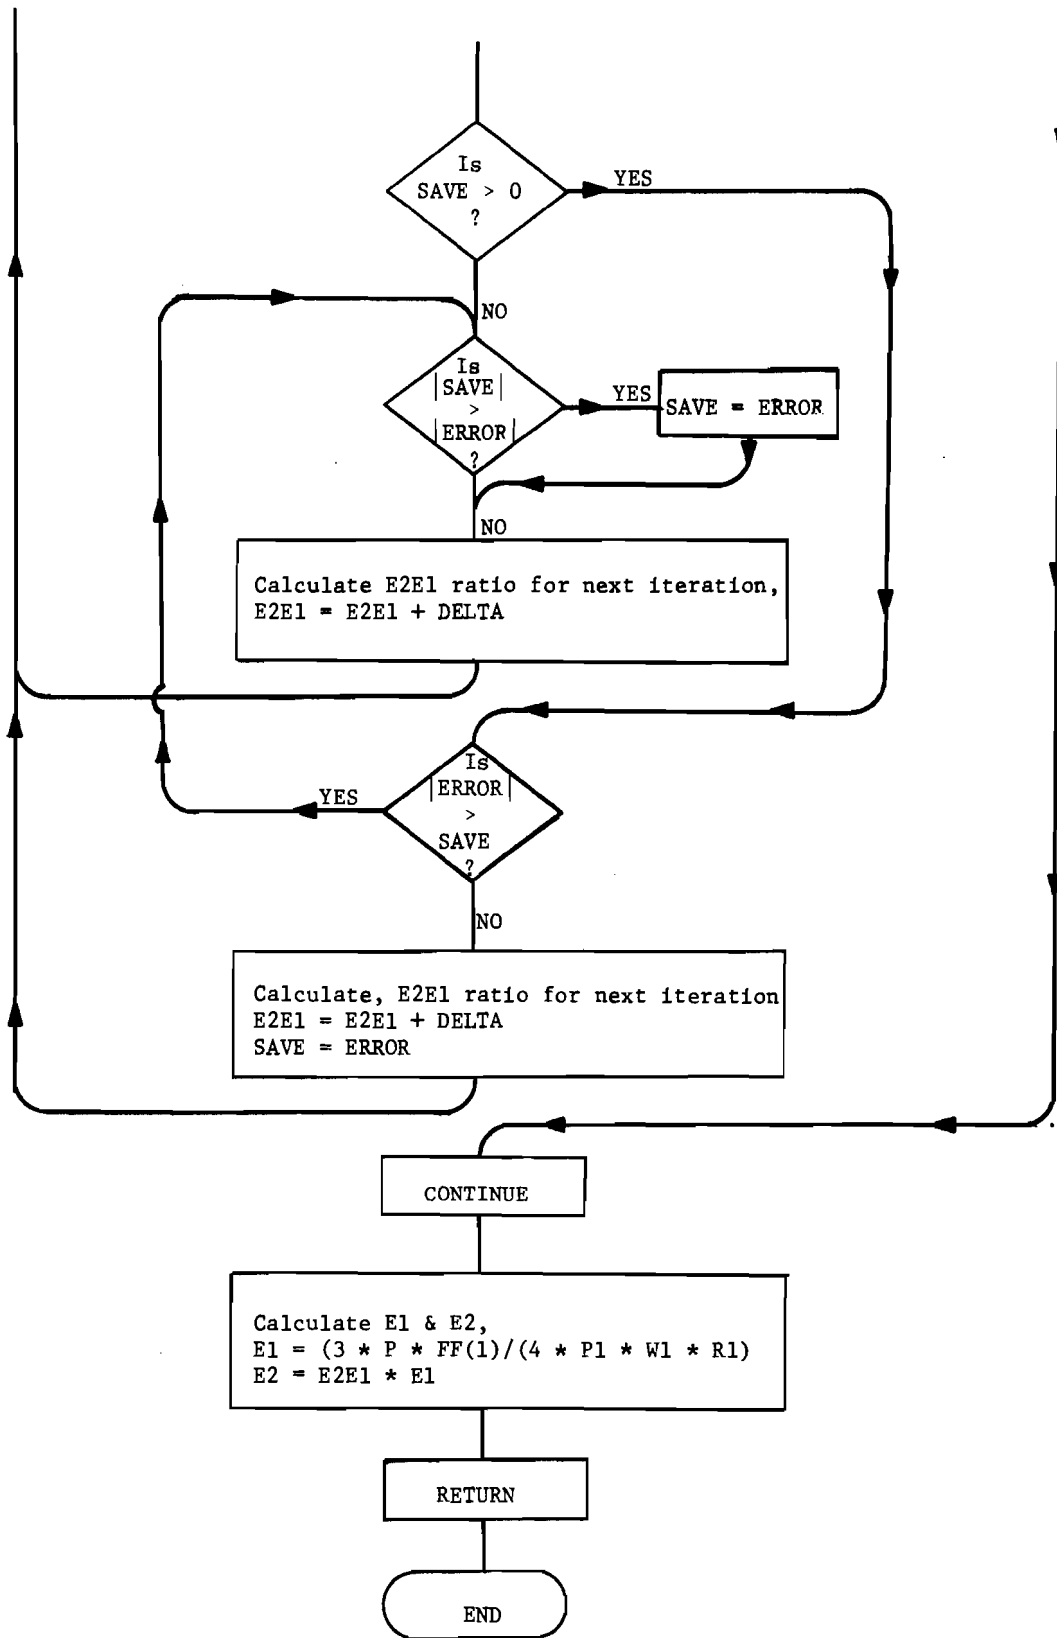 Is
SAVE > 0
?
YES
NO
Is
|SAVE|
>
|ERROR|
?
YES
SAVE = ERROR
NO
Calculate E2E1 ratio for next iteration,
E2E1 = E2E1 + DELTA
Is
|ERROR|
>
SAVE
?
YES
NO
Calculate, E2E1 ratio for next iteration
E2E1 = E2E1 + DELTA
SAVE = ERROR
CONTINUE
Calculate E1 & E2,
E1 = (3 * P * FF(1)/(4 * P1 * W1 * R1)
E2 = E2E1 * E1
RETURN
END